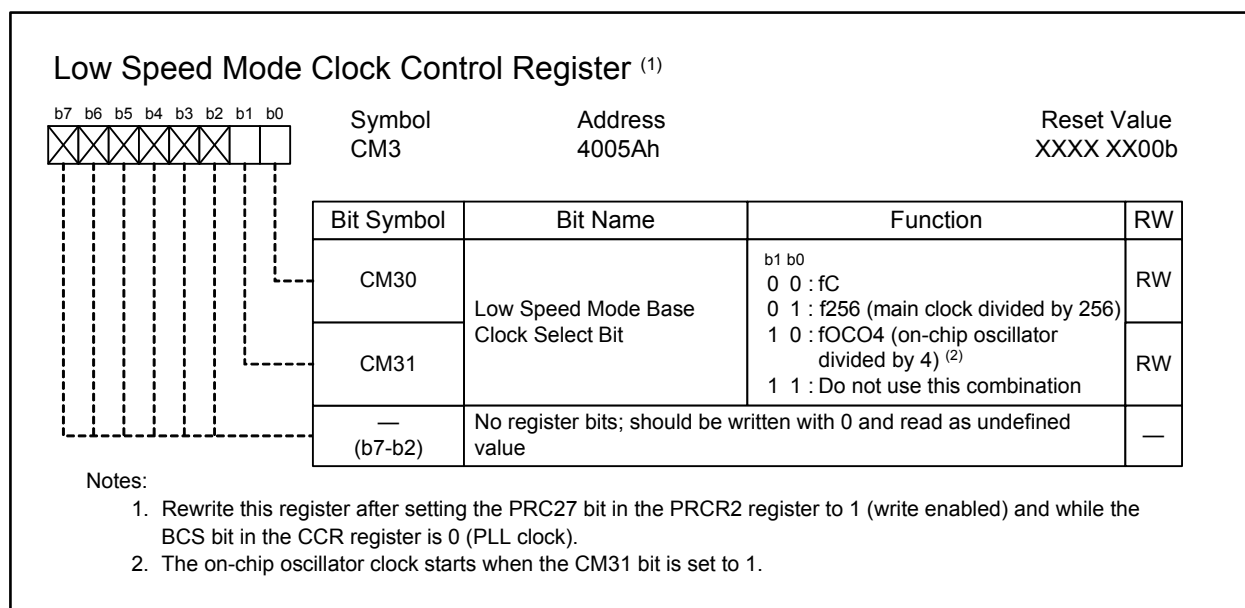 Low Speed Mode Clock Control Register (1)
b7 b6 b5 b4 b3 b2 b1 b0
Symbol Address Reset Value
CM3 4005Ah XXXX XX00b
Bit Symbol Bit Name Function RW
CM30
CM31
Low Speed Mode Base
Clock Select Bit
b1 b0
0 0 : fC
0 1 : f256 (main clock divided by 256)
1 0 : fOCO4 (on-chip oscillator
divided by 4) (2)
1 1 : Do not use this combination
RW
RW
—
(b7-b2)
No register bits; should be written with 0 and read as undefined
value
—
Notes:
1. Rewrite this register after setting the PRC27 bit in the PRCR2 register to 1 (write enabled) and while the
BCS bit in the CCR register is 0 (PLL clock).
2. The on-chip oscillator clock starts when the CM31 bit is set to 1.